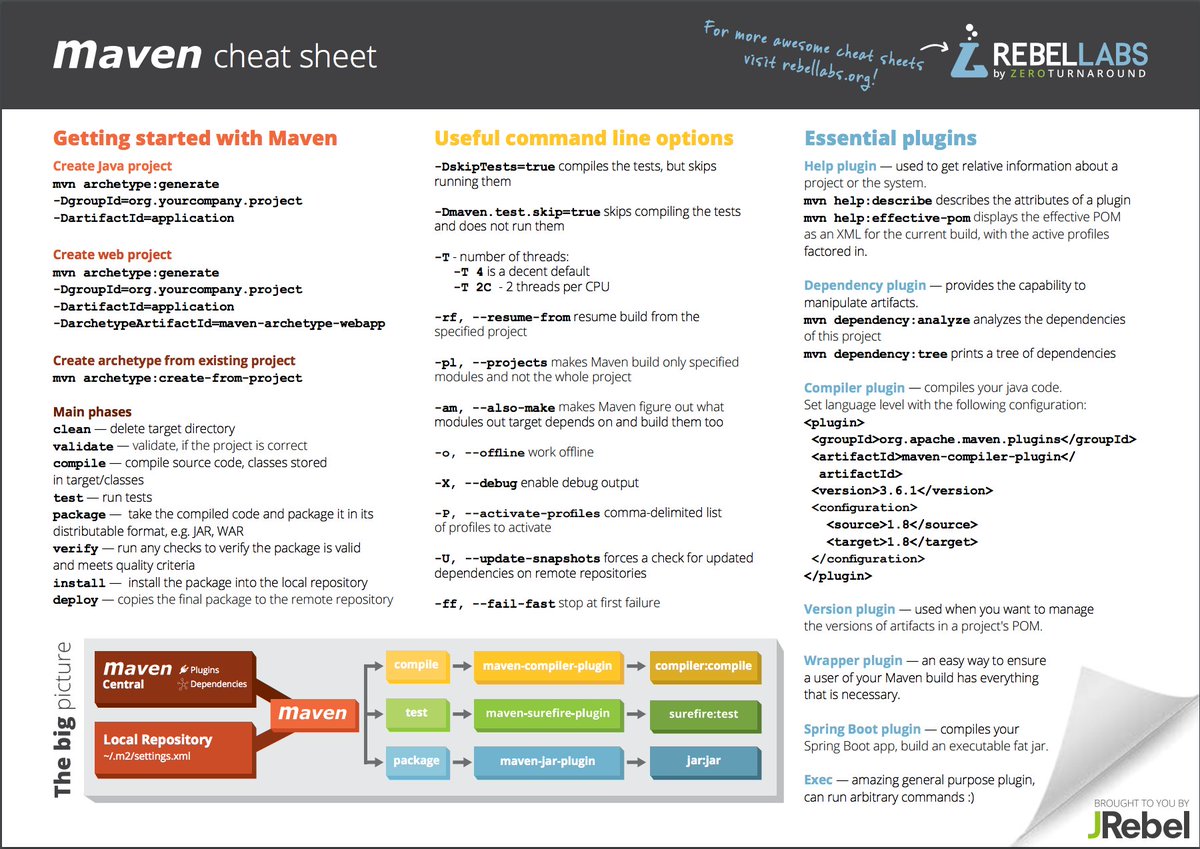 maven cheat sheet
For more awesome cheat sheets
visit rebellabs.org!
REBELLABS
by ZEROTURNAROUND
Getting started with Maven
Create Java project
mvn archetype:generate
-DgroupId=org.yourcompany.project
-DartifactId=application
Create web project
mvn archetype:generate
-DgroupId=org.yourcompany.project
-DartifactId=application
-DarchetypeArtifactId=maven-archetype-webapp
Create archetype from existing project
mvn archetype:create-from-project
Main phases
clean — delete target directory
validate — validate, if the project is correct
compile — compile source code, classes stored
in target/classes
test — run tests
package — take the compiled code and package it in its
distributable format, e.g. JAR, WAR
verify — run any checks to verify the package is valid
and meets quality criteria
install — install the package into the local repository
deploy — copies the final package to the remote repository
Useful command line options
-DskipTests=true compiles the tests, but skips
running them
-Dmaven.test.skip=true skips compiling the tests
and does not run them
-T - number of threads:
-T 4 is a decent default
-T 2C - 2 threads per CPU
-rf, --resume-from resume build from the
specified project
-pl, --projects makes Maven build only specified
modules and not the whole project
-am, --also-make makes Maven figure out what
modules out target depends on and build them too
-o, --offline work offline
-X, --debug enable debug output
-P, --activate-profiles comma-delimited list
of profiles to activate
-U, --update-snapshots forces a check for updated
dependencies on remote repositories
-ff, --fail-fast stop at first failure
Essential plugins
Help plugin — used to get relative information about a
project or the system.
mvn help:describe describes the attributes of a plugin
mvn help:effective-pom displays the effective POM
as an XML for the current build, with the active profiles
factored in.
Dependency plugin — provides the capability to
manipulate artifacts.
mvn dependency:analyze analyzes the dependencies
of this project
mvn dependency:tree prints a tree of dependencies
Compiler plugin — compiles your java code.
Set language level with the following configuration:
<plugin>
<groupId>org.apache.maven.plugins</groupId>
<artifactId>maven-compiler-plugin</
artifactId>
<version>3.6.1</version>
<configuration>
<source>1.8</source>
<target>1.8</target>
</configuration>
</plugin>
Version plugin — used when you want to manage
the versions of artifacts in a project's POM.
Wrapper plugin — an easy way to ensure
a user of your Maven build has everything
that is necessary.
Spring Boot plugin — compiles your
Spring Boot app, build an executable fat jar.
Exec — amazing general purpose plugin,
can run arbitrary commands :)
The big picture
maven Plugins
Central Dependencies
Local Repository
~/.m2/settings.xml
maven
compile maven-compiler-plugin compiler:compile
test maven-surefire-plugin surefire:test
package maven-jar-plugin jar:jar
BROUGHT TO YOU BY
JRebel